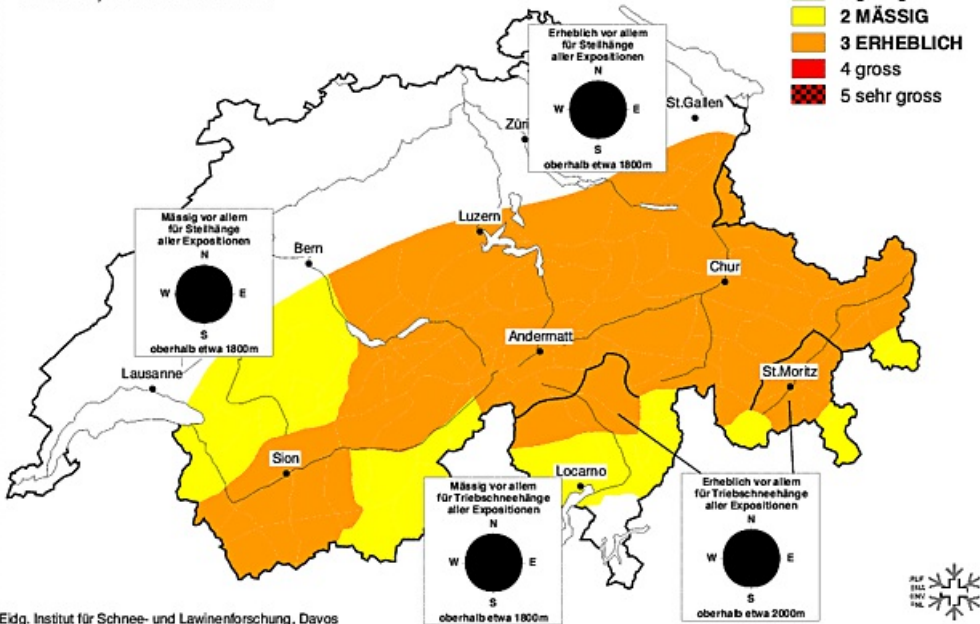 2 MÄSSIG
3 ERHEBLICH
4 gross
5 sehr gross
Erheblich vor allem
für Steilhänge
aller Expositionen
N
W E
S
oberhalb etwa 1800m
St.Gallen
Mässig vor allem
für Steilhänge
aller Expositionen
N
W E
S
oberhalb etwa 1800m
Luzern
Bern
Chur
Andermatt
Lausanne
St.Moritz
Sion
Locarno
Mässig vor allem
für Triebschneehänge
aller Expositionen
N
W E
S
oberhalb etwa 1800m
Erheblich vor allem
für Triebschneehänge
aller Expositionen
N
W E
S
oberhalb etwa 2000m
SLF
Eidg. Institut für Schnee- und Lawinenforschung, Davos